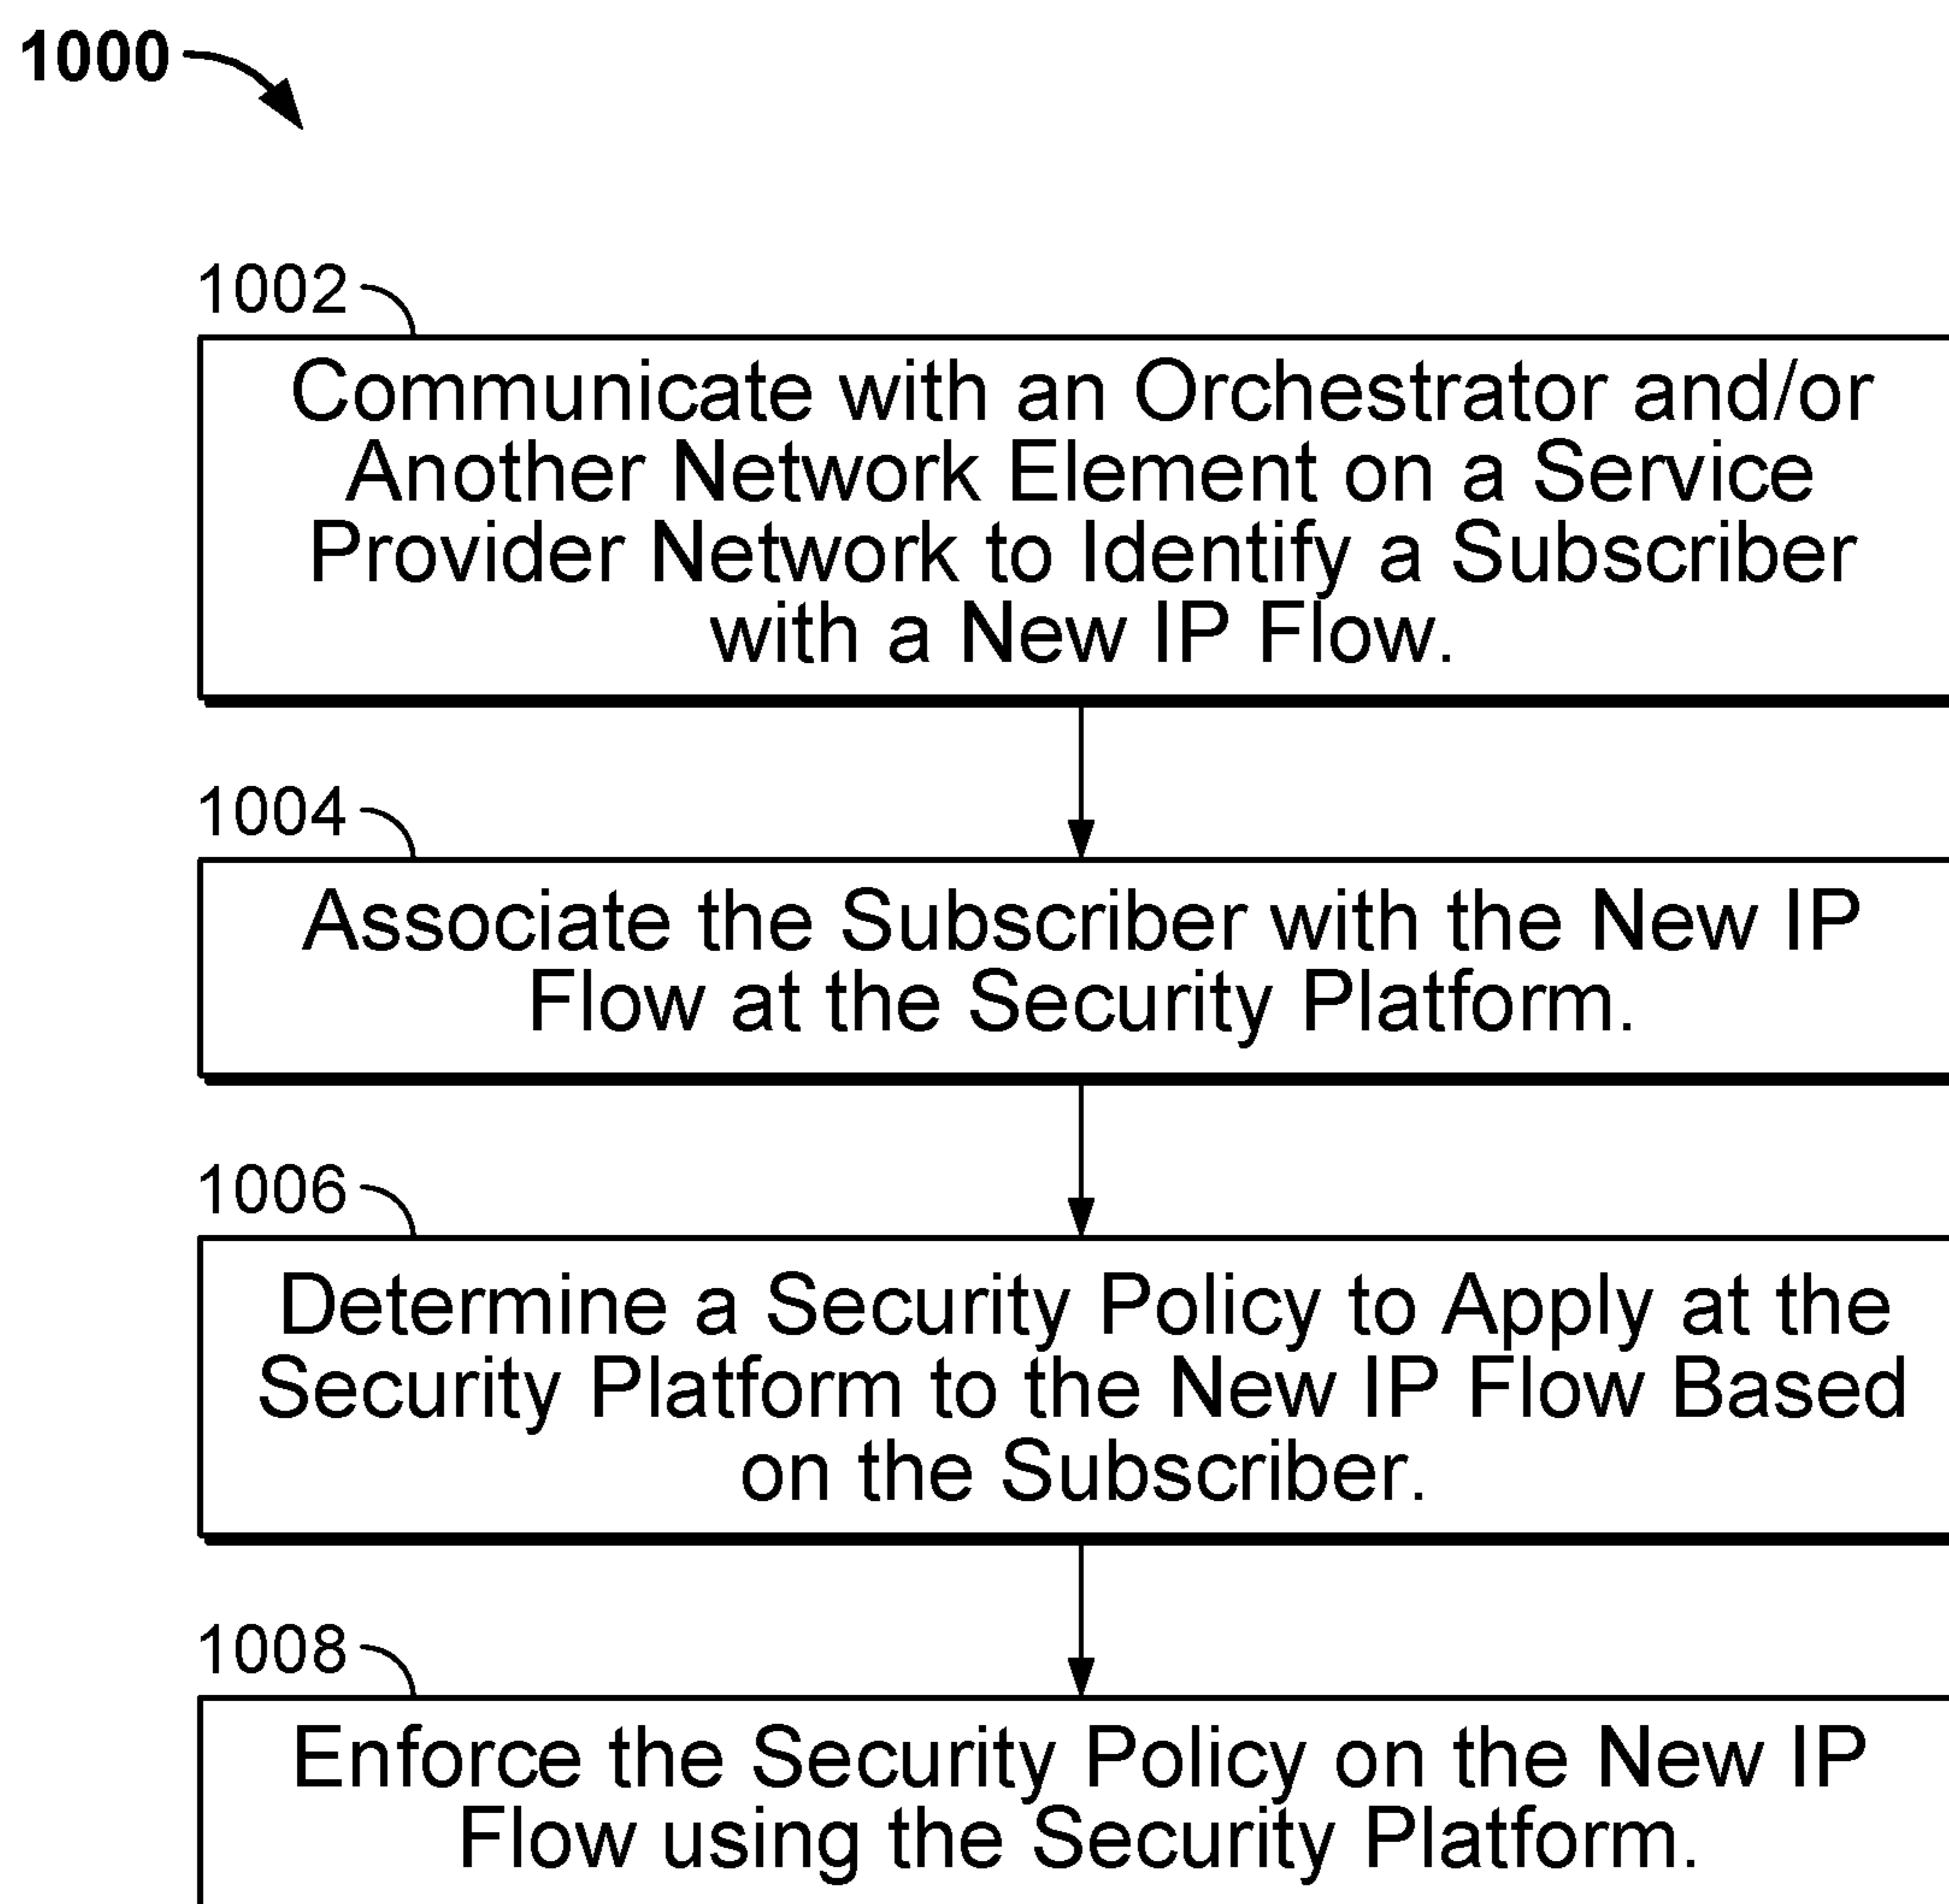 1000
1002
Communicate with an Orchestrator and/or
Another Network Element on a Service
Provider Network to Identify a Subscriber
with a New IP Flow.
1004
Associate the Subscriber with the New IP
Flow at the Security Platform.
1006
Determine a Security Policy to Apply at the
Security Platform to the New IP Flow Based
on the Subscriber.
1008
Enforce the Security Policy on the New IP
Flow using the Security Platform.